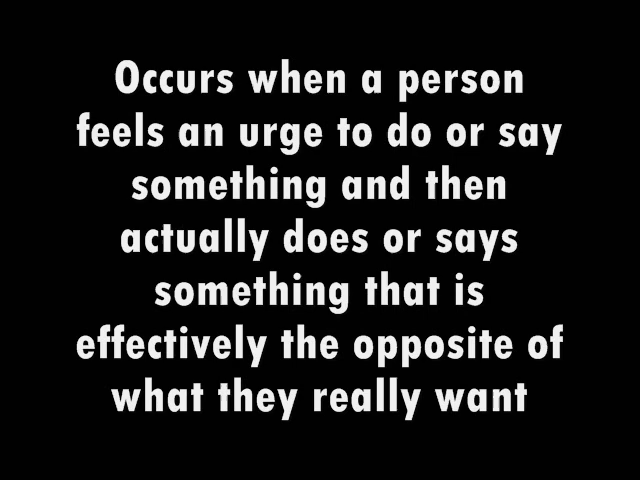 Occurs when a person
feels an urge to do or say
something and then
actually does or says
something that is
effectively the opposite of
what they really want